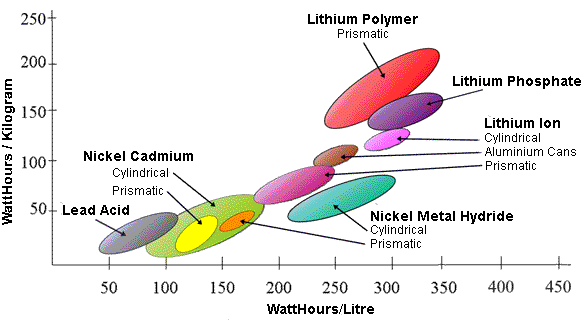 250
200
150
100
50
WattHours / Kilogram
Lithium Polymer
Prismatic
Lithium Phosphate
Lithium Ion
Cylindrical
Aluminium Cans
Prismatic
Nickel Cadmium
Cylindrical
Prismatic
Lead Acid
Nickel Metal Hydride
Cylindrical
Prismatic
50 100 150 200 250 300 350 400 450
WattHours/Litre